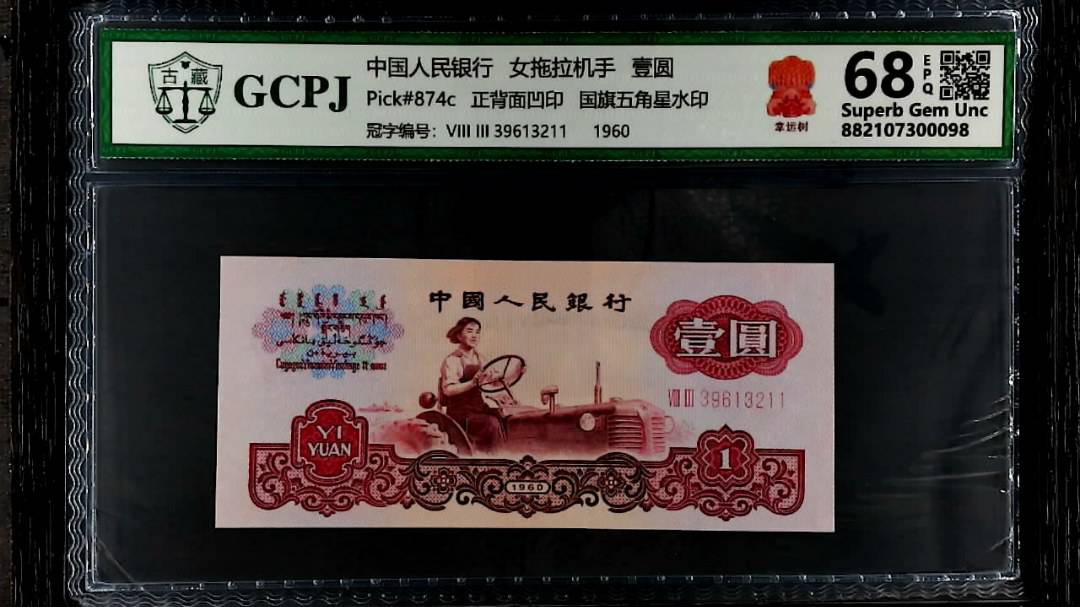 古藏
GCPJ
中国人民银行 女拖拉机手 壹圆
Pick#874c 正背面凹印 国旗五角星水印
冠字编号: VIII III 39613211 1960
幸运树
68 EPQ
Superb Gem Unc
882107300098
中國人民銀行
壹圓
VIII III 39613211
YI
YUAN
1960
1